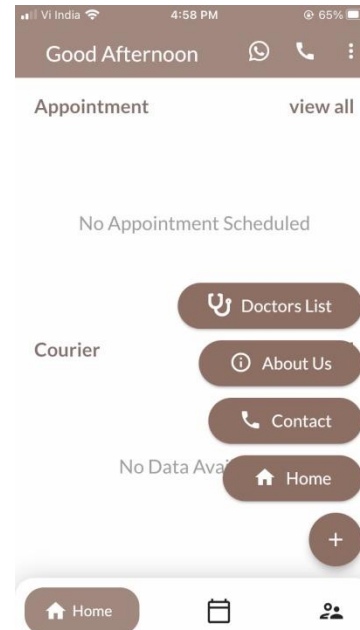 Vi India 4:58 PM 65%
Good Afternoon
Appointment view all
No Appointment Scheduled
Doctors List
Courier
About Us
Contact
No Data Ava
Home
+
Home